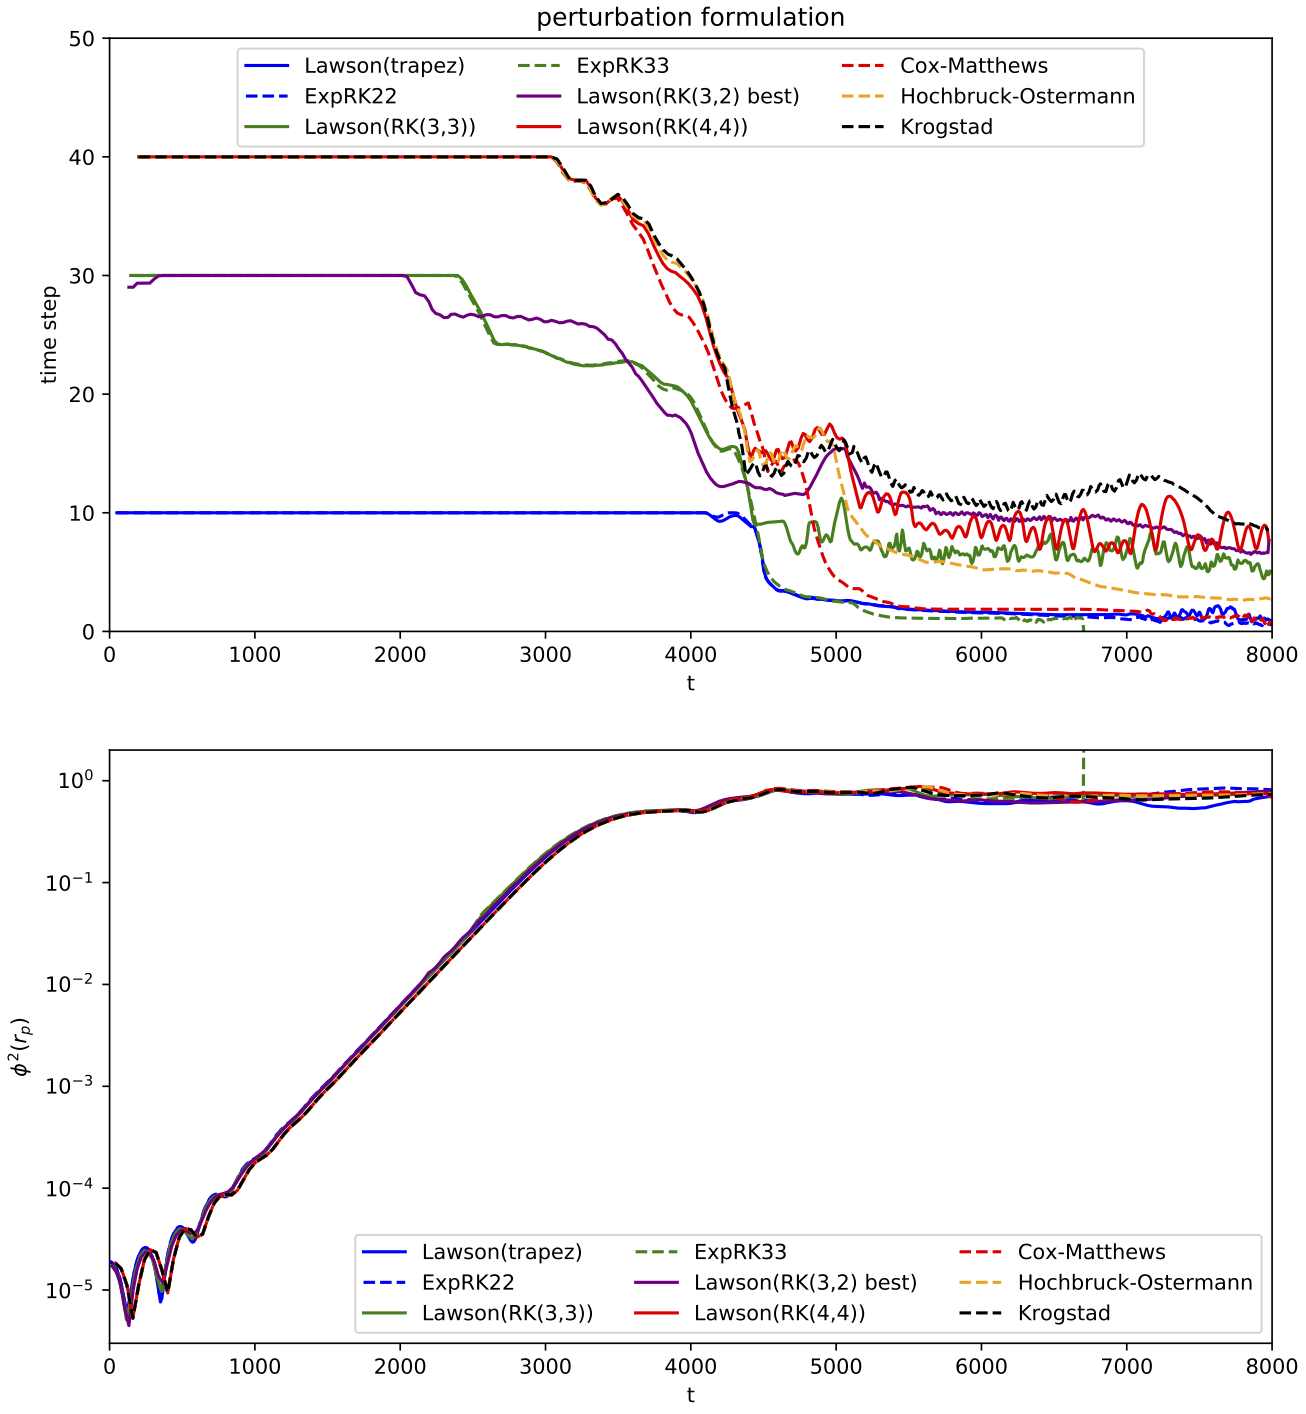 perturbation formulation
50
40
30
20
10
0
time step
Lawson(trapez) ExpRK33 Cox-Matthews
ExpRK22 Lawson(RK(3,2) best) Hochbruck-Ostermann
Lawson(RK(3,3)) Lawson(RK(4,4)) Krogstad
0 1000 2000 3000 4000 5000 6000 7000 8000
t
10⁰
10⁻¹
10⁻²
10⁻³
10⁻⁴
10⁻⁵
ϕ²(rₚ)
Lawson(trapez) ExpRK33 Cox-Matthews
ExpRK22 Lawson(RK(3,2) best) Hochbruck-Ostermann
Lawson(RK(3,3)) Lawson(RK(4,4)) Krogstad
0 1000 2000 3000 4000 5000 6000 7000 8000
t